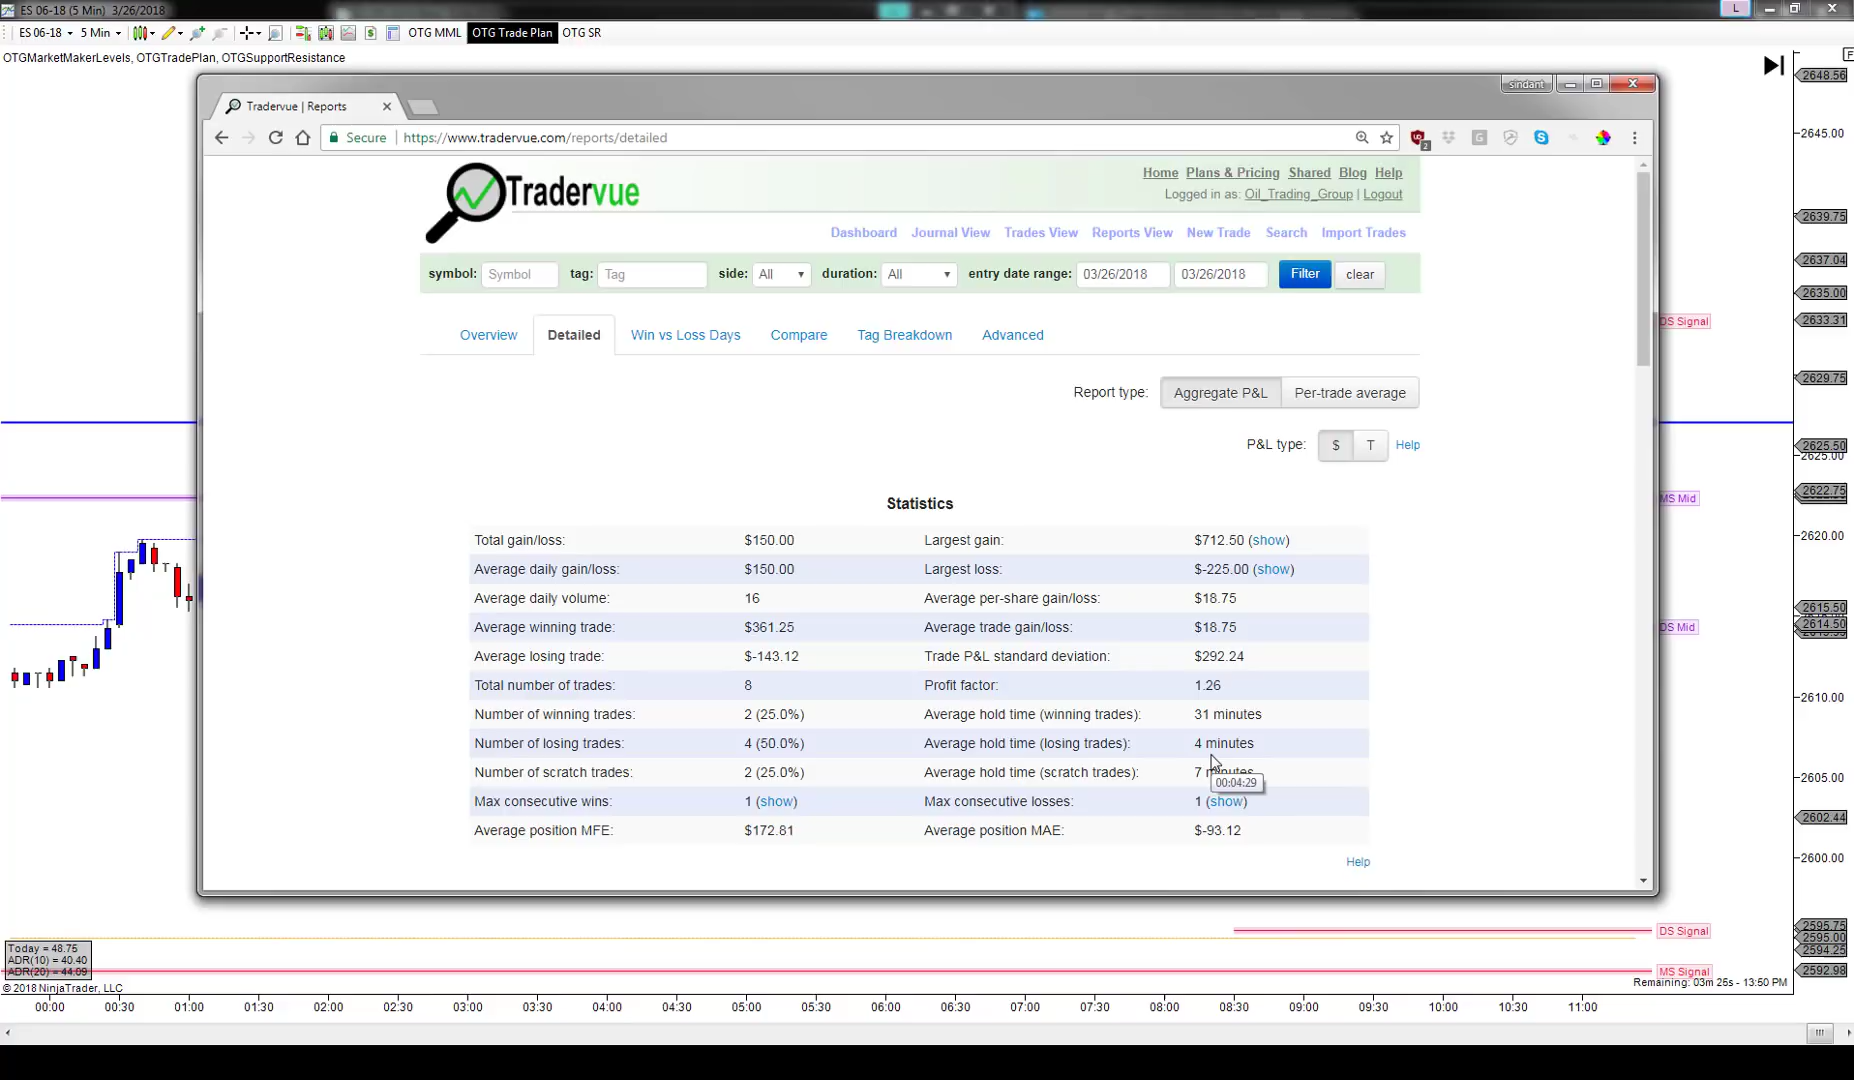 ES 06-18 (5 Min) 3/26/2018
L
ES 06-18 5 Min OTG MML OTG Trade Plan OTG SR
OTGMarketMakerLevels, OTGTradePlan, OTGSupportResistance
F
sindant
Tradervue | Reports
Secure https://www.tradervue.com/reports/detailed
2
Tradervue
Home Plans & Pricing Shared Blog Help
Logged in as: Oil_Trading_Group | Logout
Dashboard Journal View Trades View Reports View New Trade Search Import Trades
symbol: Symbol tag: Tag side: All duration: All entry date range: 03/26/2018 03/26/2018 Filter clear
Overview Detailed Win vs Loss Days Compare Tag Breakdown Advanced
Report type: Aggregate P&L Per-trade average
P&L type: $ T Help
Statistics
Total gain/loss: $150.00 Largest gain: $712.50 (show)
Average daily gain/loss: $150.00 Largest loss: $-225.00 (show)
Average daily volume: 16 Average per-share gain/loss: $18.75
Average winning trade: $361.25 Average trade gain/loss: $18.75
Average losing trade: $-143.12 Trade P&L standard deviation: $292.24
Total number of trades: 8 Profit factor: 1.26
Number of winning trades: 2 (25.0%) Average hold time (winning trades): 31 minutes
Number of losing trades: 4 (50.0%) Average hold time (losing trades): 4 minutes
Number of scratch trades: 2 (25.0%) Average hold time (scratch trades): 7 minutes
00:04:29
Max consecutive wins: 1 (show) Max consecutive losses: 1 (show)
Average position MFE: $172.81 Average position MAE: $-93.12
Help
2648.56
2645.00
2639.75
2637.04
2635.00
DS Signal 2633.31
2629.75
2625.50
2625.00
2622.75
MS Mid
2620.00
2615.50
2614.50
DS Mid
2610.00
2605.00
2602.44
2600.00
2595.75
DS Signal 2595.00
2594.25
MS Signal 2592.98
Today = 48.75
ADR(10) = 40.40
ADR(20) = 44.09
© 2018 NinjaTrader, LLC
Remaining: 03m 25s - 13:50 PM
00:00 00:30 01:00 01:30 02:00 02:30 03:00 03:30 04:00 04:30 05:00 05:30 06:00 06:30 07:00 07:30 08:00 08:30 09:00 09:30 10:00 10:30 11:00